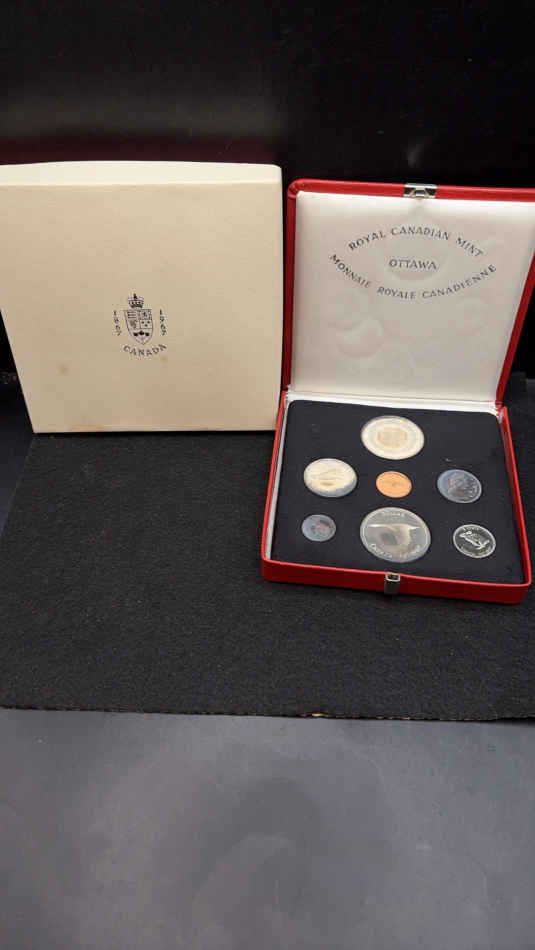 1867 1967
CANADA
ROYAL CANADIAN MINT
OTTAWA
MONNAIE ROYALE CANADIENNE